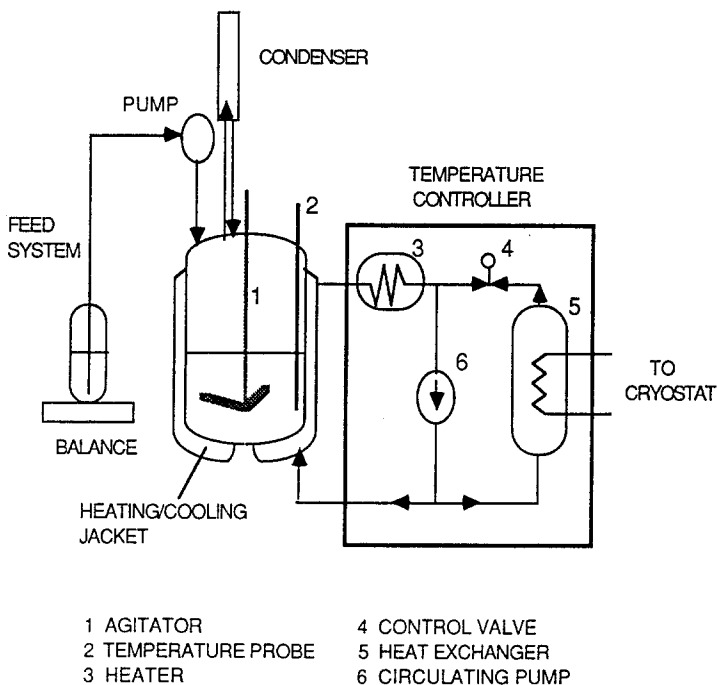 CONDENSER
PUMP
TEMPERATURE
CONTROLLER
FEED
SYSTEM
2
3
4
1
5
6
TO
CRYOSTAT
BALANCE
HEATING/COOLING
JACKET
1 AGITATOR
2 TEMPERATURE PROBE
3 HEATER
4 CONTROL VALVE
5 HEAT EXCHANGER
6 CIRCULATING PUMP